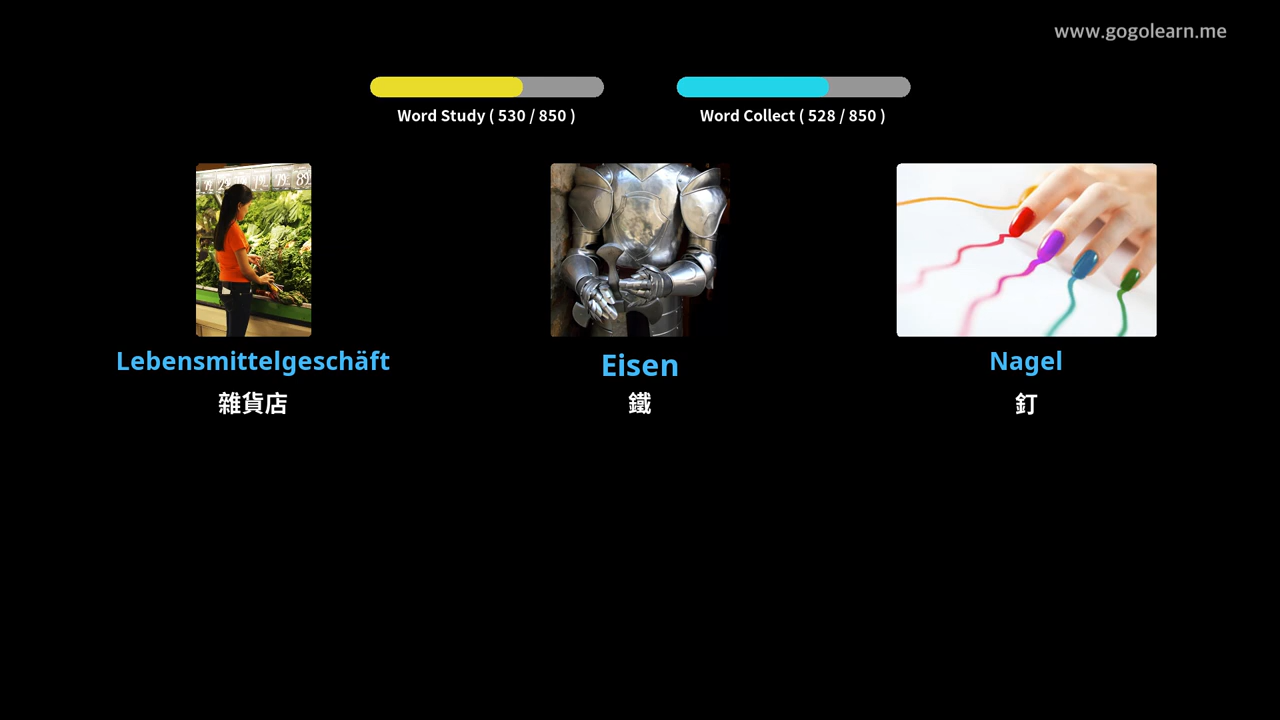 www.gogolearn.me
Word Study ( 530 / 850 )
Word Collect ( 528 / 850 )
Lebensmittelgeschäft
Eisen
Nagel
雜貨店
鐵
釘